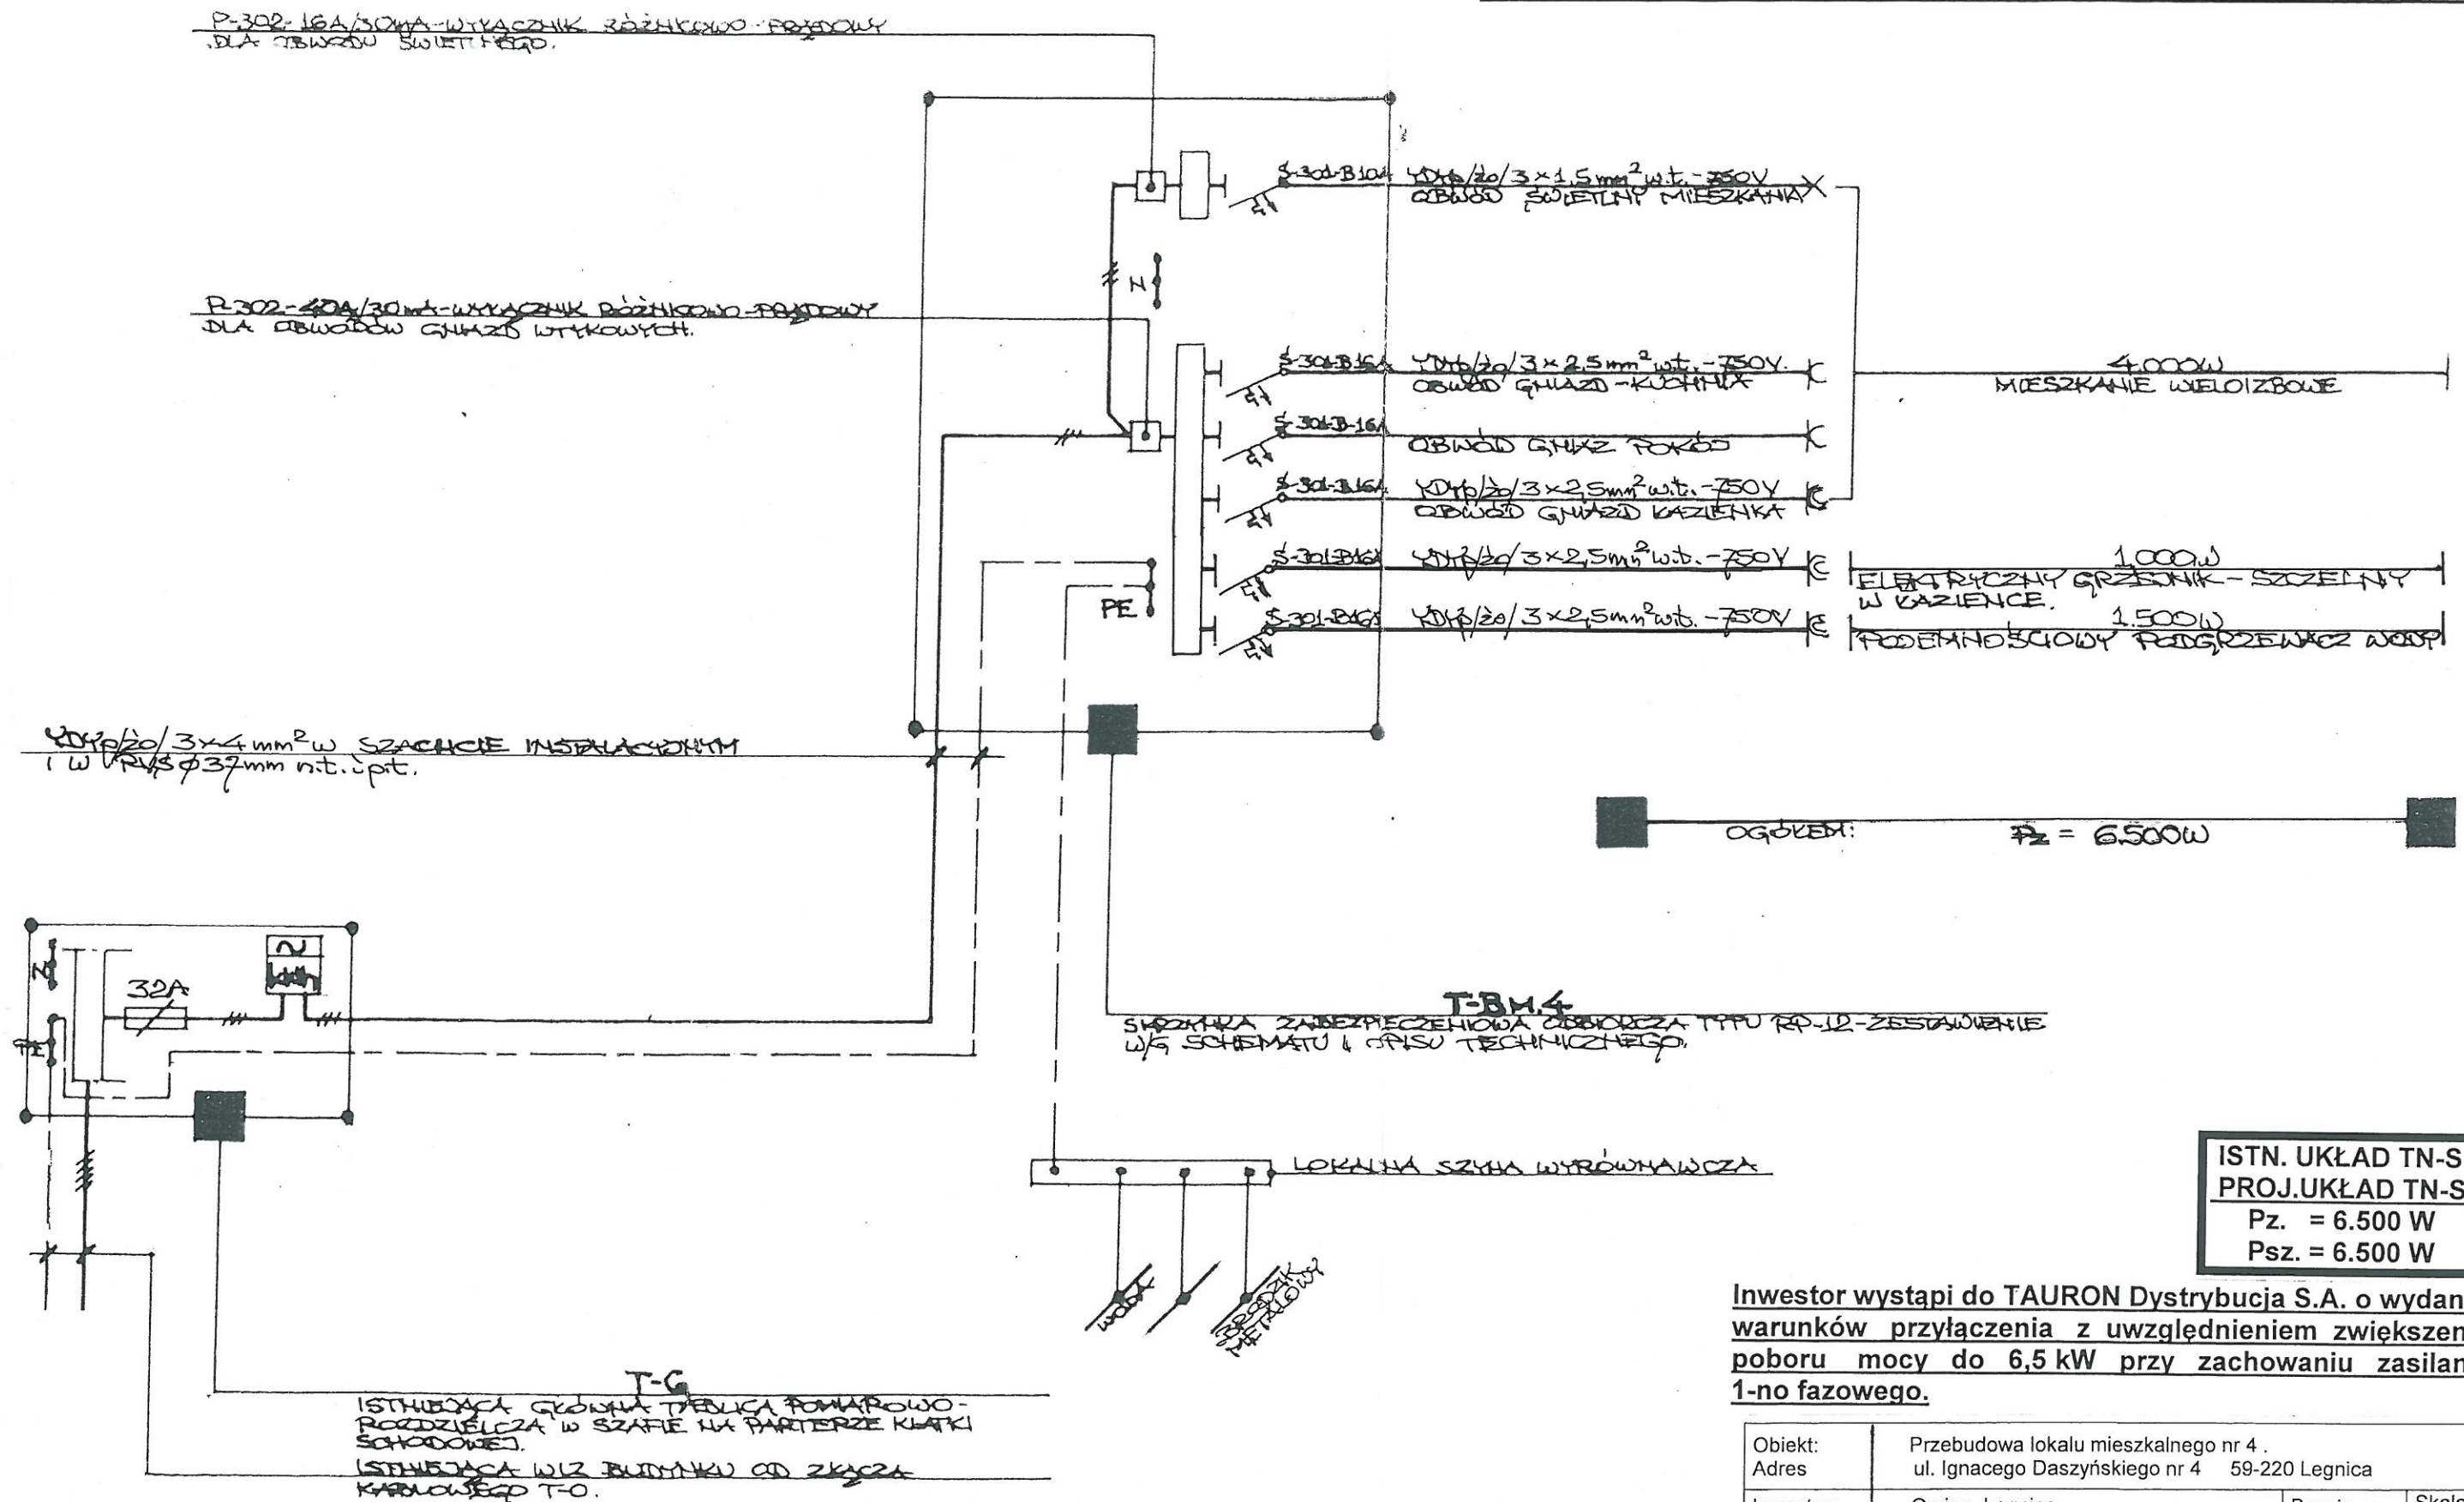 P-302-16A/30mA-WYŁĄCZNIK RÓŻNICOWO-PRĄDOWY
DLA OBWODU ŚWIETLNEGO.
S-301-B10A YDYp/żo/3×1,5mm² w.t.-750V
OBWÓD ŚWIETLNY MIESZKANIA
N
P-302-40A/30mA-WYŁĄCZNIK RÓŻNICOWO-PRĄDOWY
DLA OBWODÓW GNIAZD WTYKOWYCH.
S-301-B16A YDYp/żo/3×2,5mm² w.t.-750V.
OBWÓD GNIAZD-KUCHNIA
4.000W
MIESZKANIE WIELOIZBOWE
S-301-B-16A
OBWÓD GNIAZ POKÓJ
S-301-B16A YDYp/żo/3×2,5mm² w.t.-750V
OBWÓD GNIAZD ŁAZIENKA
S-301-B16A YDYp/żo/3×2,5mm² w.t.-750V
1.000W
ELEKTRYCZNY GRZEJNIK-SZCZELNY
W ŁAZIENCE.
PE
S-301-B16A YDYp/żo/3×2,5mm² w.t.-750V
1.500W
POJEMNOŚCIOWY PODGRZEWACZ WODY
YDYp/żo/3×4mm² w SZACHCIE INSTALACYJNYM
i w RVS ϕ37mm n.t. i p.t.
OGÓŁEM: Pz = 6.500W
N
32A
kWh
PE
T-BM.4
SKRZYNKA ZABEZPIECZENIOWA ODBIORCZA TYPU RP-12-ZESTAWIENIE
W/G SCHEMATU I OPISU TECHNICZNEGO.
LOKALNA SZYNA WYRÓWNAWCZA
WODA
BRODZIK
METALOWY
ISTN. UKŁAD TN-S
PROJ.UKŁAD TN-S
Pz. = 6.500 W
Psz. = 6.500 W
Inwestor wystąpi do TAURON Dystrybucja S.A. o wydan
warunków przyłączenia z uwzględnieniem zwiększen
poboru mocy do 6,5 kW przy zachowaniu zasilan
1-no fazowego.
T-G
ISTNIEJĄCA GŁÓWNA TABLICA POMIAROWO-
ROZDZIELCZA W SZAFIE NA PARTERZE KLATKI
SCHODOWEJ.
ISTNIEJĄCA WLZ BUDYNKU OD ZŁĄCZA
KABLOWEGO T-O.
Obiekt: Przebudowa lokalu mieszkalnego nr 4 .
Adres ul. Ignacego Daszyńskiego nr 4 59-220 Legnica